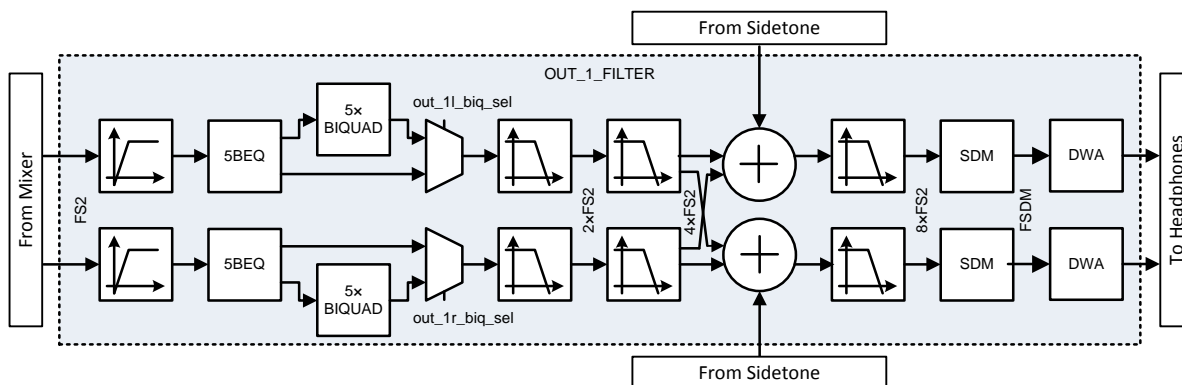 From Sidetone
OUT_1_FILTER
From Mixer
FS2
5BEQ
5×
BIQUAD
out_1l_biq_sel
2×FS2
4×FS2
8×FS2
SDM
FSDM
DWA
To Headphones
5BEQ
5×
BIQUAD
out_1r_biq_sel
SDM
DWA
From Sidetone